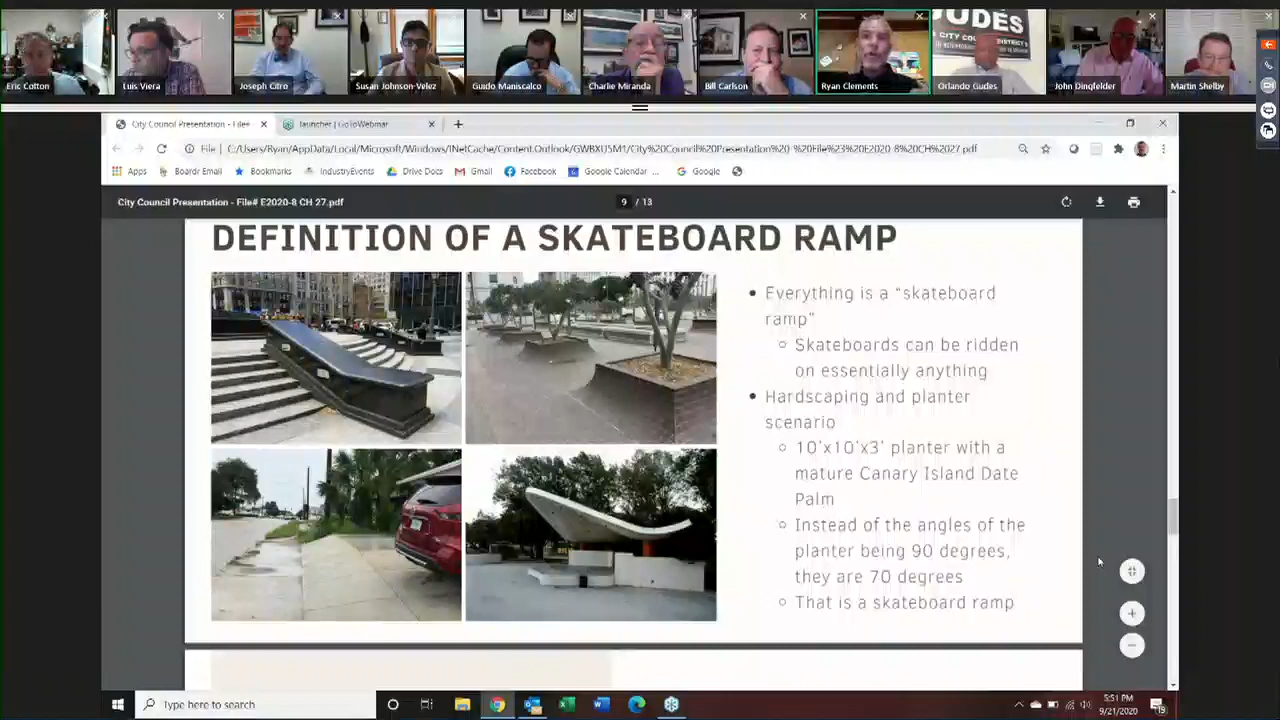 UDES
CITY COUNCIL DISTRICT 5
Eric Cotton
Luis Viera
Joseph Citro
Susan Johnson-Velez
Guido Maniscalco
Charlie Miranda
Bill Carlson
Ryan Clements
Orlando Gudes
John Dingfelder
Martin Shelby
City Council Presentation - File#
launcher | GoToWebinar
File | C:/Users/Ryan/AppData/Local/Microsoft/Windows/INetCache/Content.Outlook/GWBXU5M1/City%20Council%20Presentation%20-%20File%23%20E2020-8%20CH%2027.pdf
Apps
Boardr Email
Bookmarks
IndustryEvents
Drive Docs
Gmail
Facebook
Google Calendar ...
Google
City Council Presentation - File# E2020-8 CH 27.pdf
9 / 13
DEFINITION OF A SKATEBOARD RAMP
Everything is a “skateboard
ramp”
Skateboards can be ridden
on essentially anything
Hardscaping and planter
scenario
10'x10'x3' planter with a
mature Canary Island Date
Palm
Instead of the angles of the
planter being 90 degrees,
they are 70 degrees
That is a skateboard ramp
Type here to search
5:51 PM
9/21/2020
19